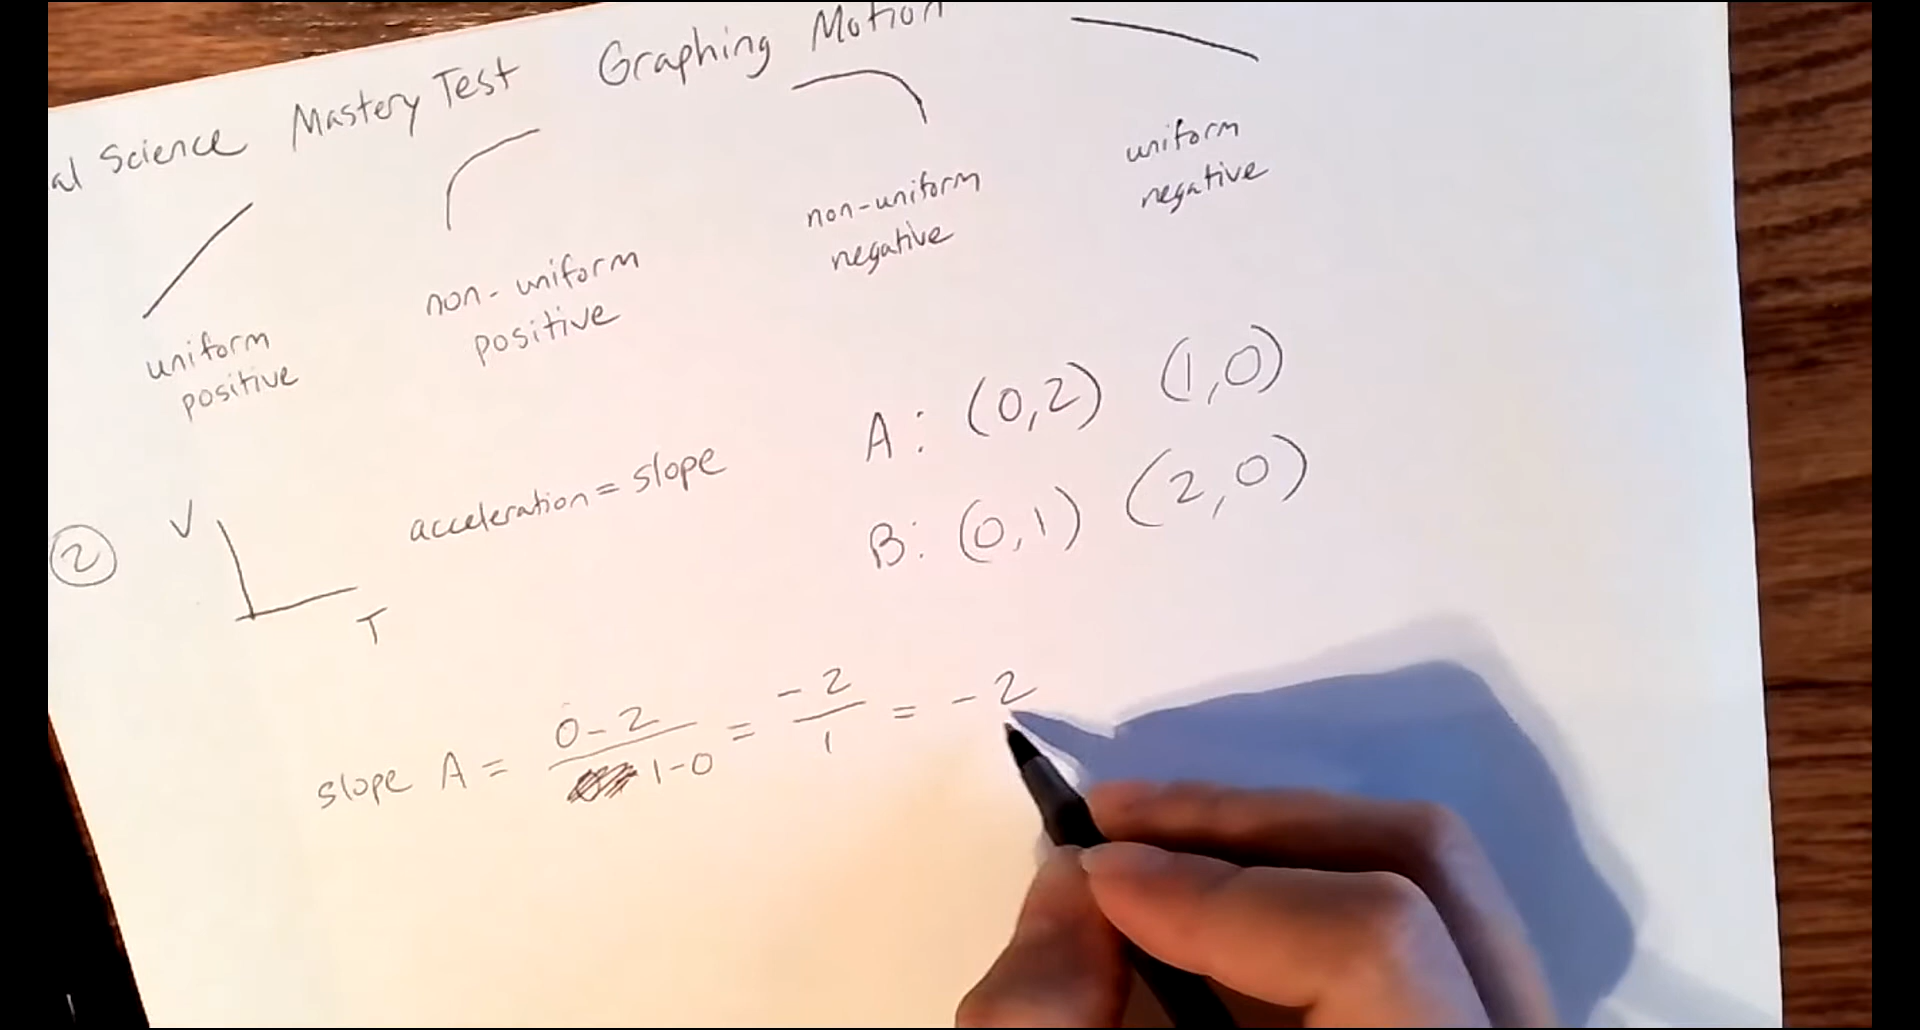 al Science Mastery Test Graphing Motion
uniform
positive
non-uniform
positive
non-uniform
negative
uniform
negative
② V T acceleration = slope
A: (0,2) (1,0)
B: (0,1) (2,0)
slope A = 0-2 / 1-0 = -2 / 1 = -2